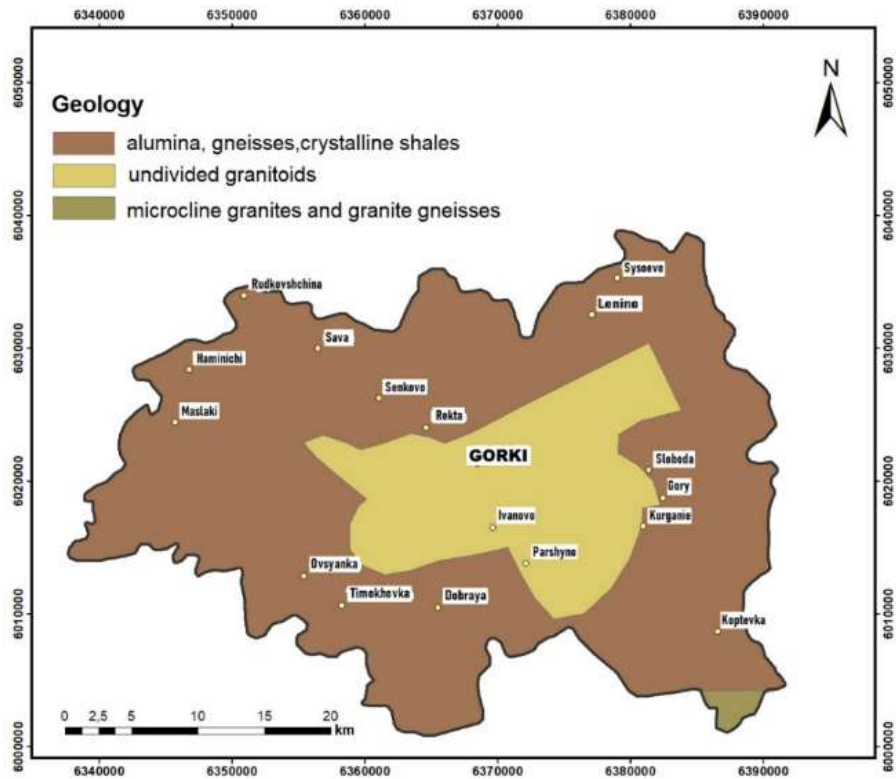 6340000 6350000 6360000 6370000 6380000 6390000
6050000 6050000
N
Geology
alumina, gneisses,crystalline shales
undivided granitoids
microcline granites and granite gneisses
6040000 6040000
Sysoevo
Rudkovshchina
Lenino
Sava
6030000 6030000
Haminichi
Senkovo
Maslaki
Rekta
GORKI
Sloboda
6020000 6020000
Gory
Ivanovo
Kurganie
Parshyno
Ovsyanka
Timokhovka
Dobraya
6010000 6010000
Koptevka
0 2,5 5 10 15 20
km
6000000 6000000
6340000 6350000 6360000 6370000 6380000 6390000